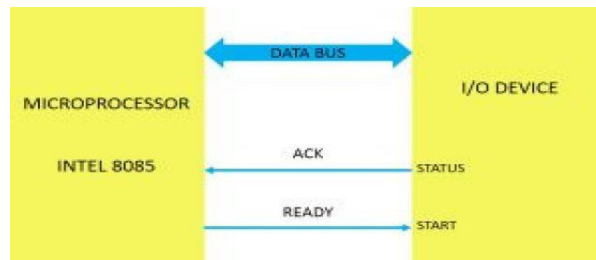 DATA BUS
I/O DEVICE
MICROPROCESSOR
INTEL 8085
ACK
STATUS
READY
START